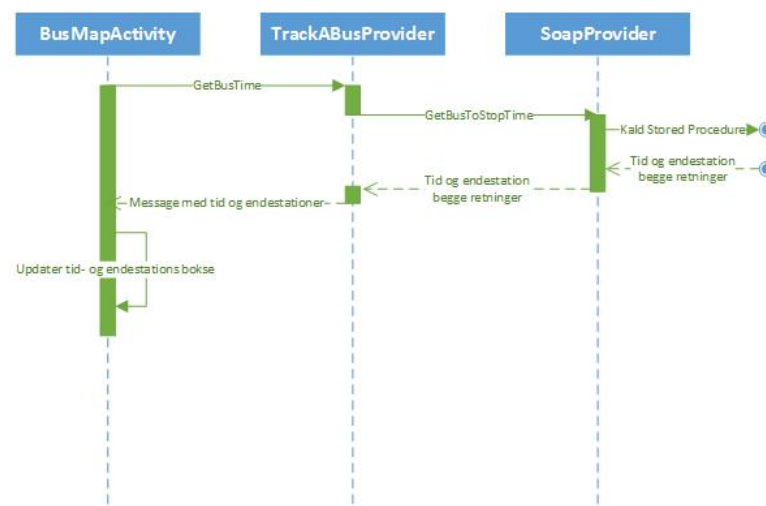 BusMapActivity
TrackABusProvider
SoapProvider
GetBusTime
GetBusToStopTime
Kald Stored Procedure
Tid og endestation
begge retninger
Tid og endestation
begge retninger
Message med tid og endestationer
Updater tid- og endestations bokse